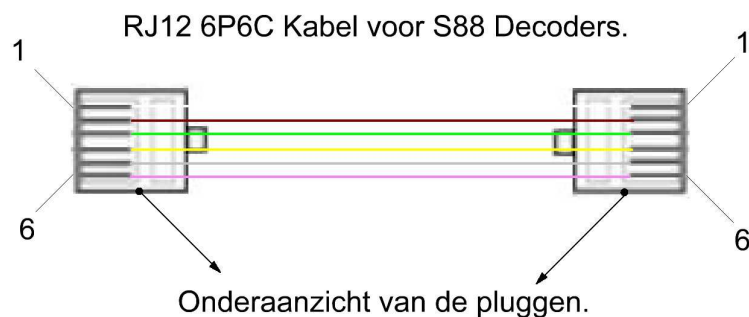 RJ12 6P6C Kabel voor S88 Decoders.
1 1
6 6
Onderaanzicht van de pluggen.